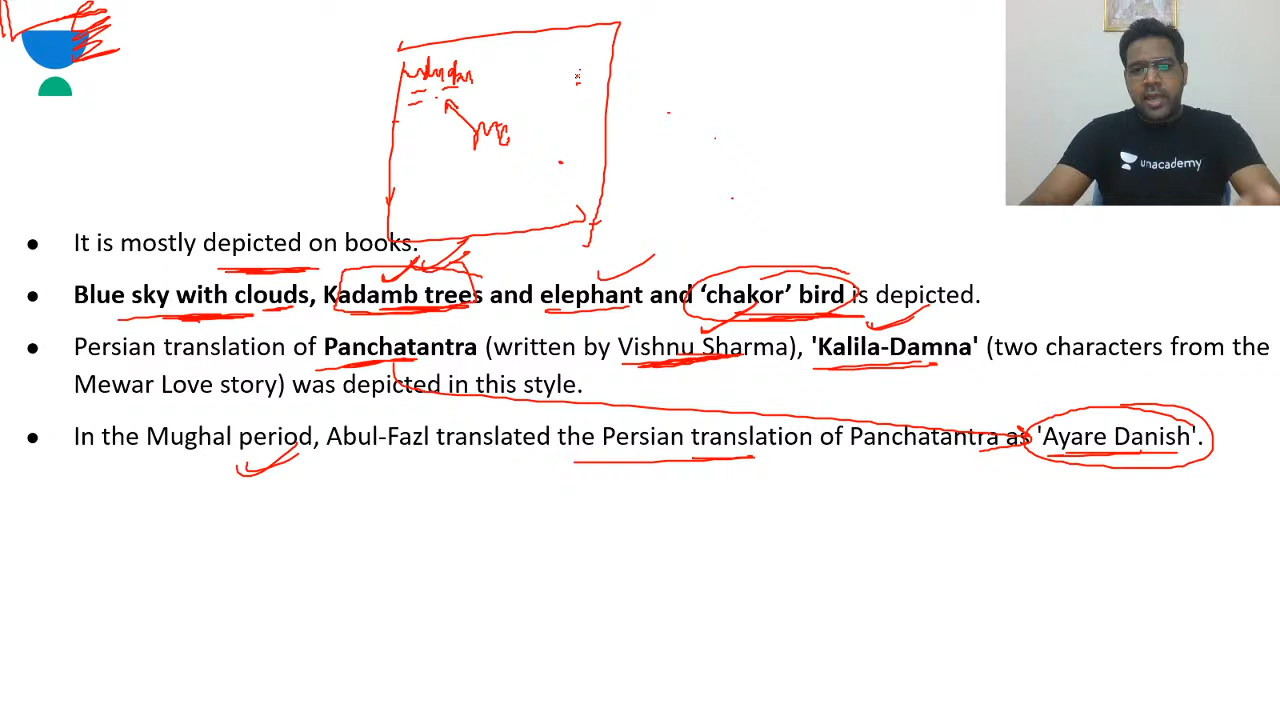 unacademy
● It is mostly depicted on books.
● Blue sky with clouds, Kadamb trees and elephant and ‘chakor’ bird is depicted.
● Persian translation of Panchatantra (written by Vishnu Sharma), 'Kalila-Damna' (two characters from the
Mewar Love story) was depicted in this style.
● In the Mughal period, Abul-Fazl translated the Persian translation of Panchatantra as 'Ayare Danish'.